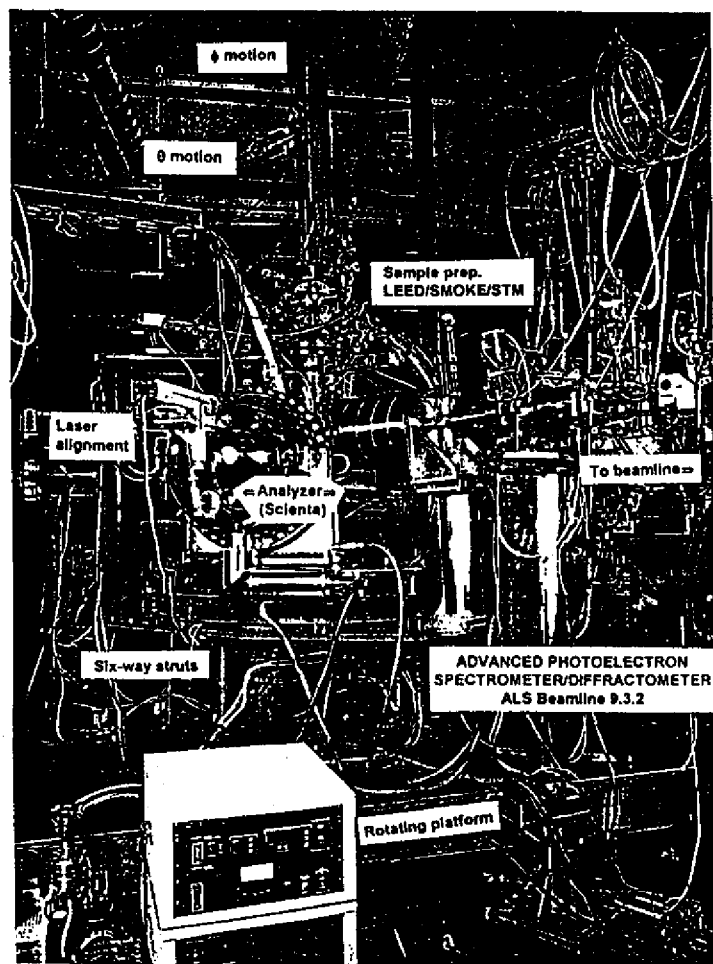 ϕ motion
θ motion
Sample prep.
LEED/SMOKE/STM
Laser
alignment
To beamline⇒
⇐ Analyzer⇒
(Scienta)
Six-way struts
ADVANCED PHOTOELECTRON
SPECTROMETER/DIFFRACTOMETER
ALS Beamline 9.3.2
Rotating platform